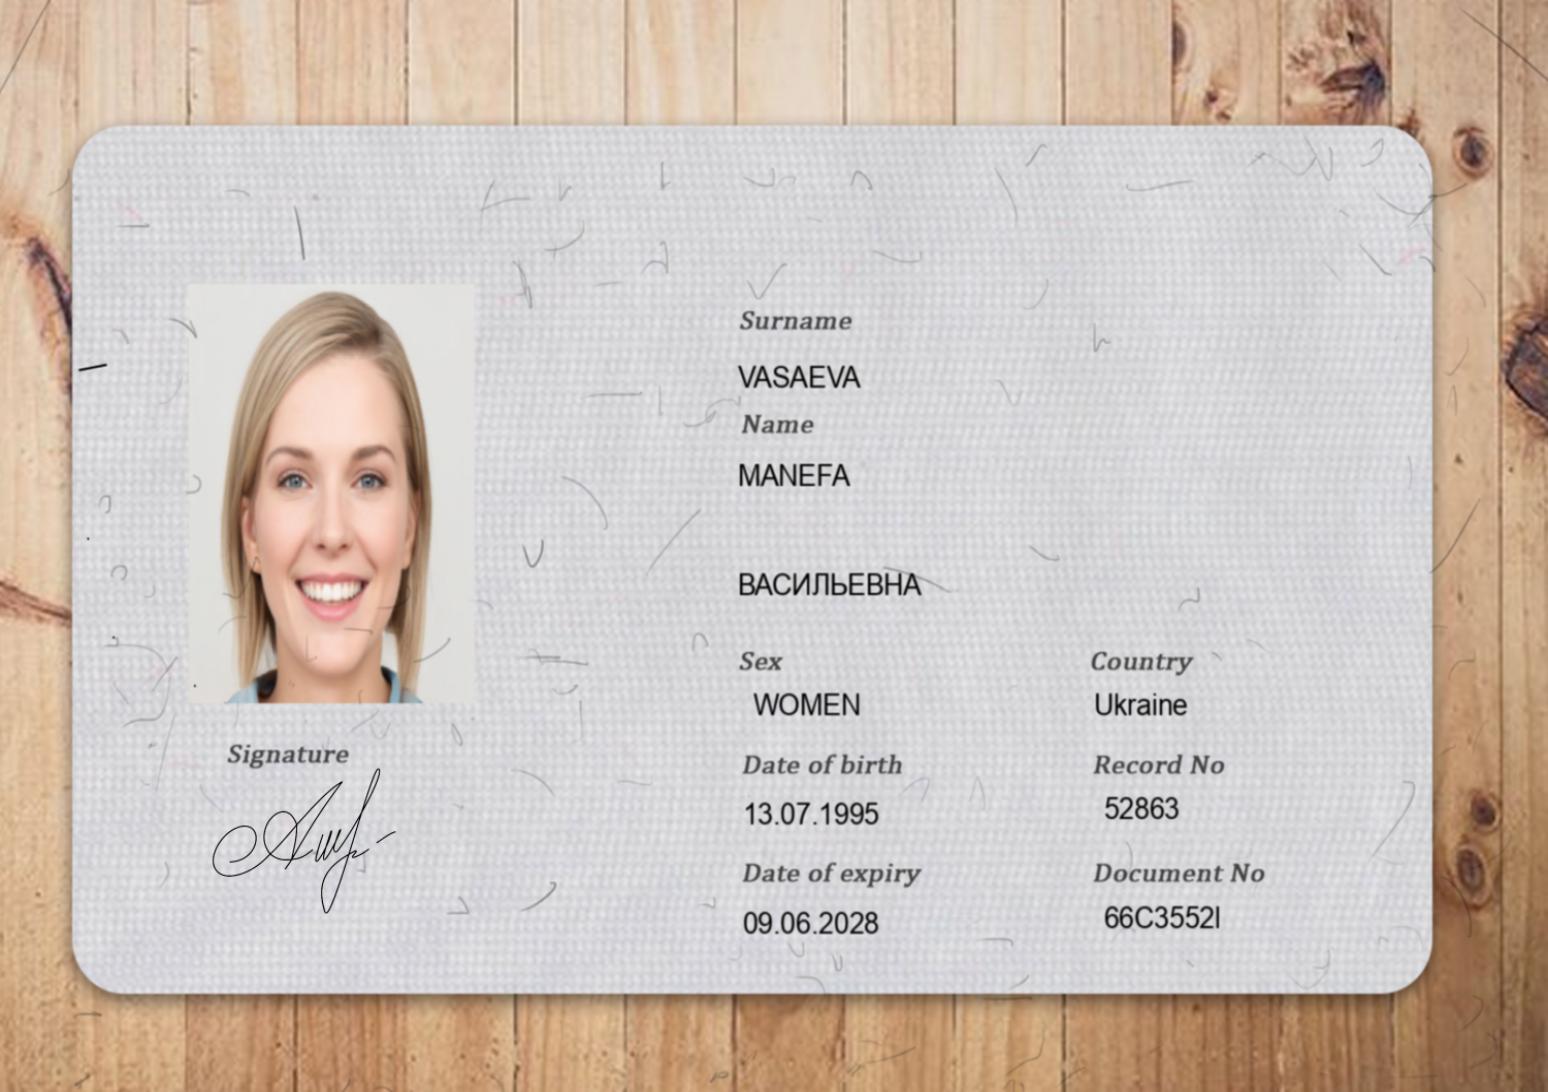 Surname
VASAEVA
Name
MANEFA
ВАСИЛЬЕВНА
Sex
WOMEN
Country
Ukraine
Date of birth
13.07.1995
Record No
52863
Date of expiry
09.06.2028
Document No
66C3552I
Signature